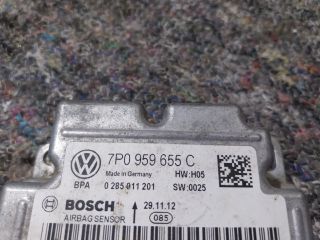 7P0 959 655 C
Made in Germany HW:H05
BPA 0 285 011 201 SW:0025
BOSCH 29.11.12
AIRBAG SENSOR 085